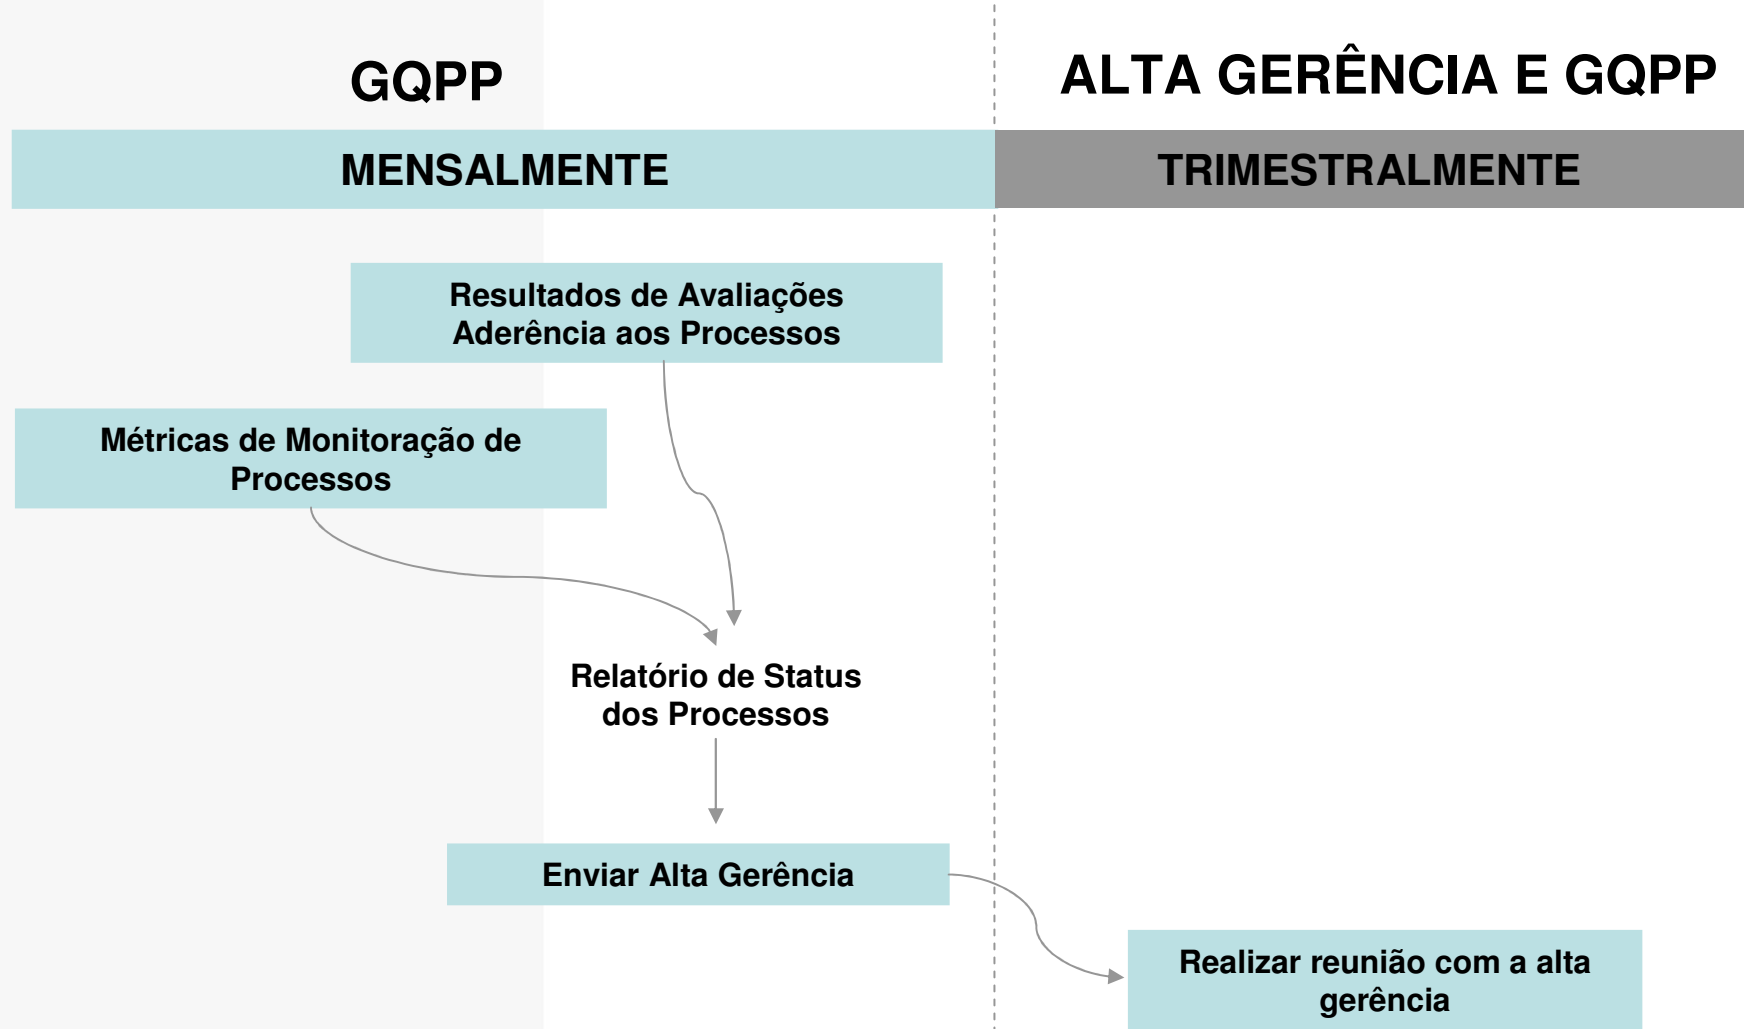 GQPP
ALTA GERÊNCIA E GQPP
MENSALMENTE
TRIMESTRALMENTE
Resultados de Avaliações
Aderência aos Processos
Métricas de Monitoração de
Processos
Relatório de Status
dos Processos
Enviar Alta Gerência
Realizar reunião com a alta
gerência